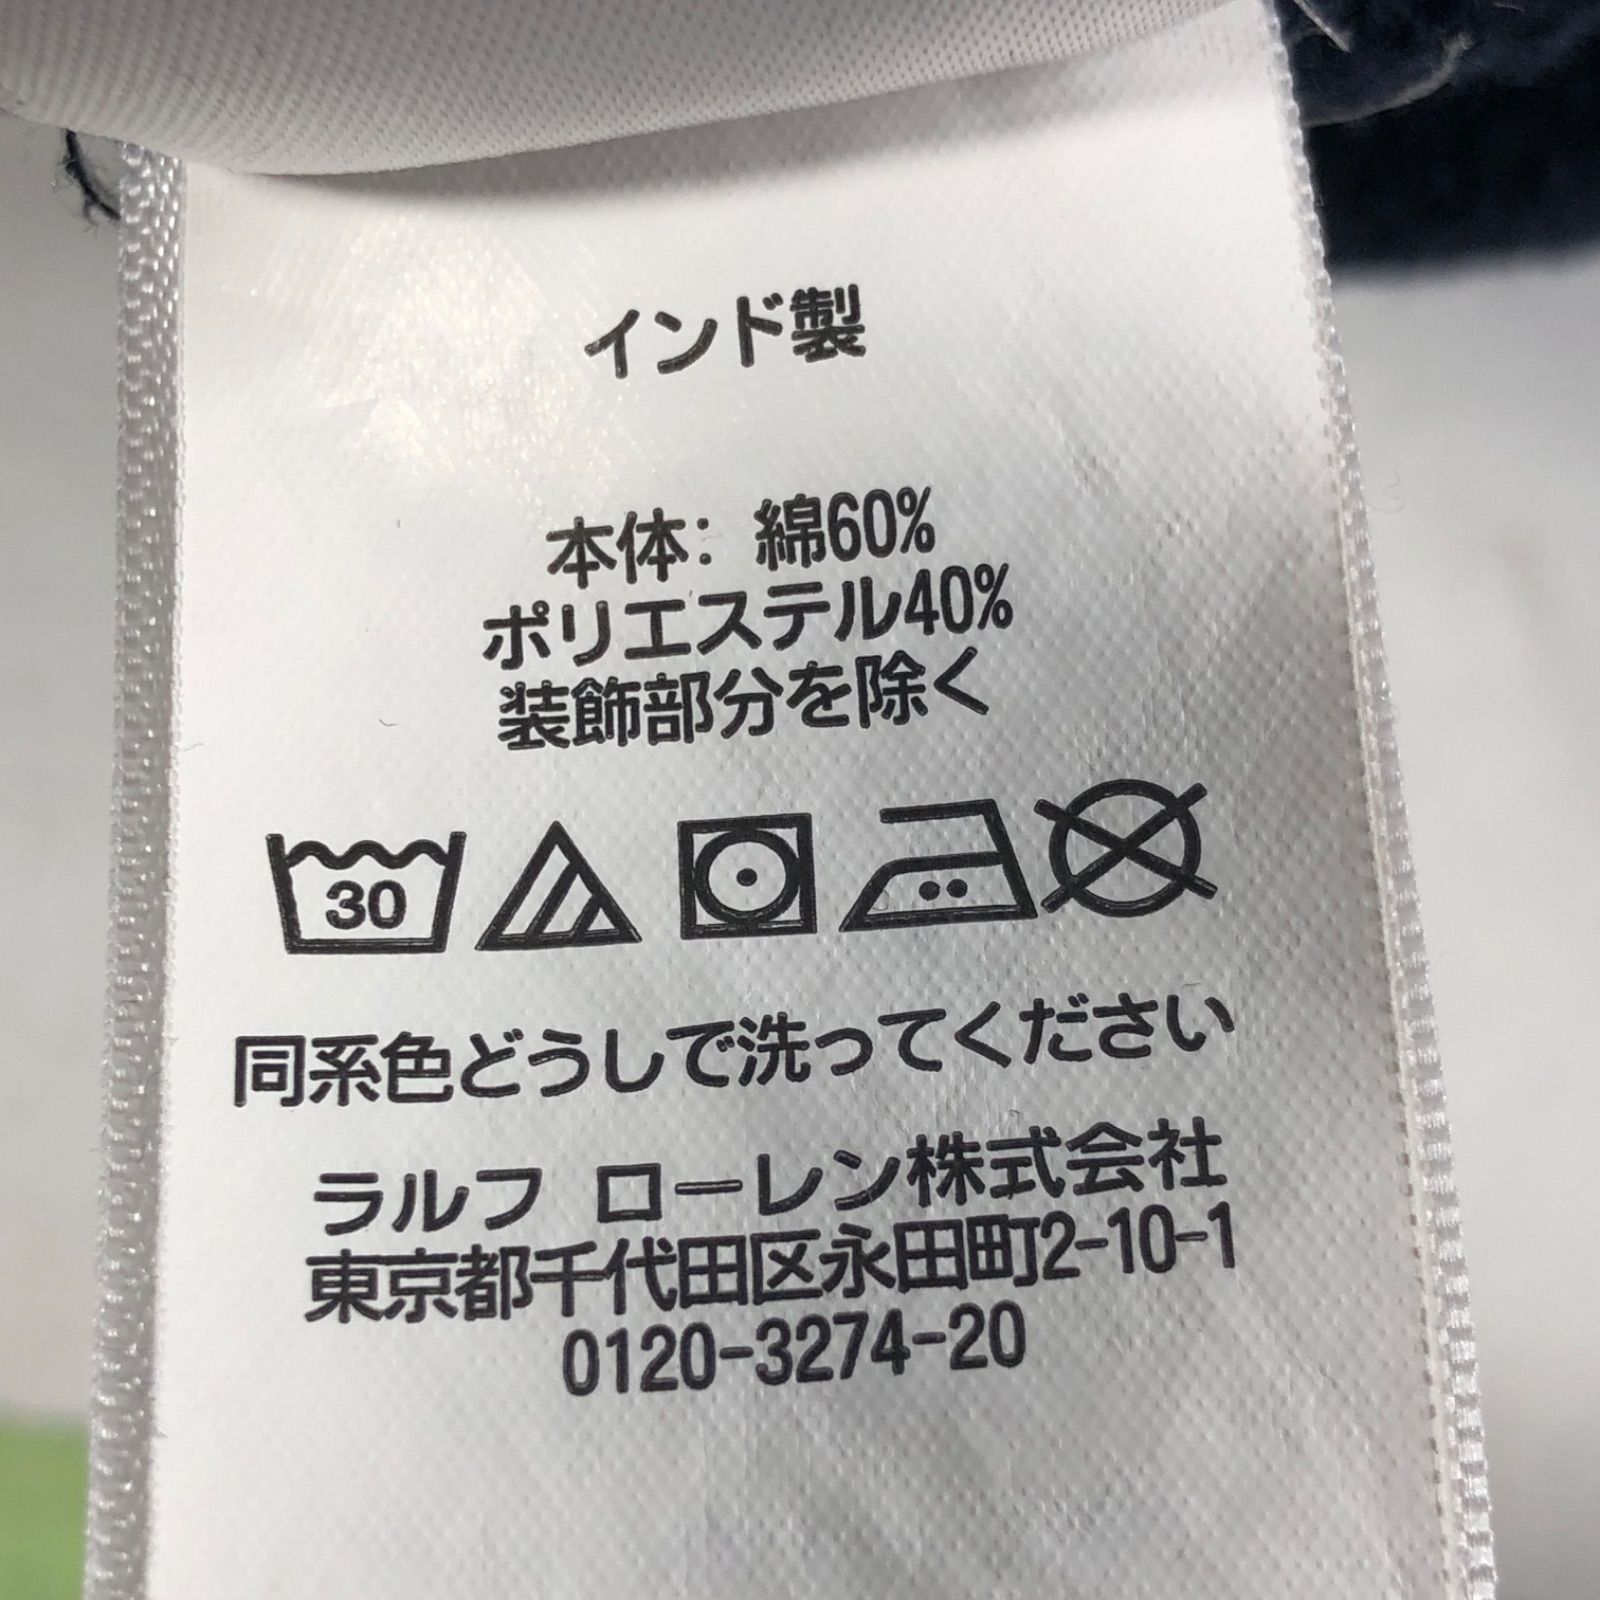 インド製
本体: 綿60%
ポリエステル40%
装飾部分を除く
30
同系色どうしで洗ってください
ラルフ ローレン株式会社
東京都千代田区永田町2-10-1
0120-3274-20